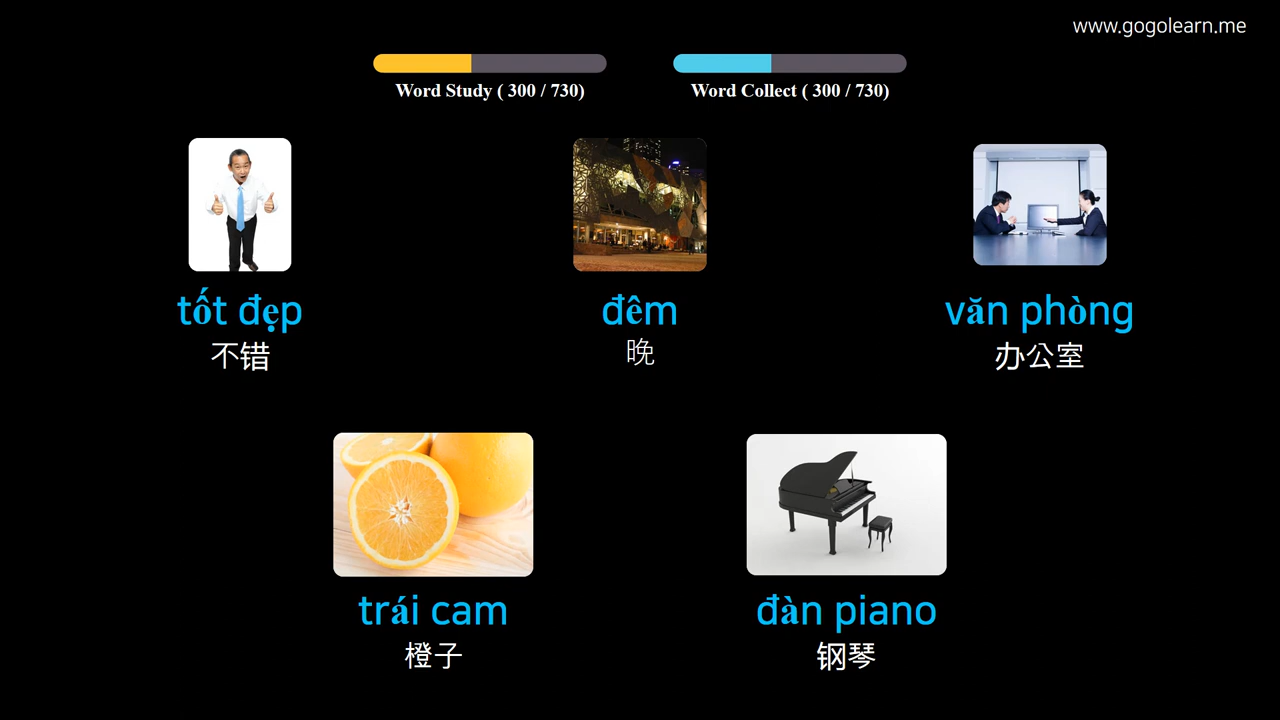 www.gogolearn.me
Word Study ( 300 / 730)
Word Collect ( 300 / 730)
tốt đẹp
不错
đêm
晚
văn phòng
办公室
trái cam
橙子
đàn piano
钢琴